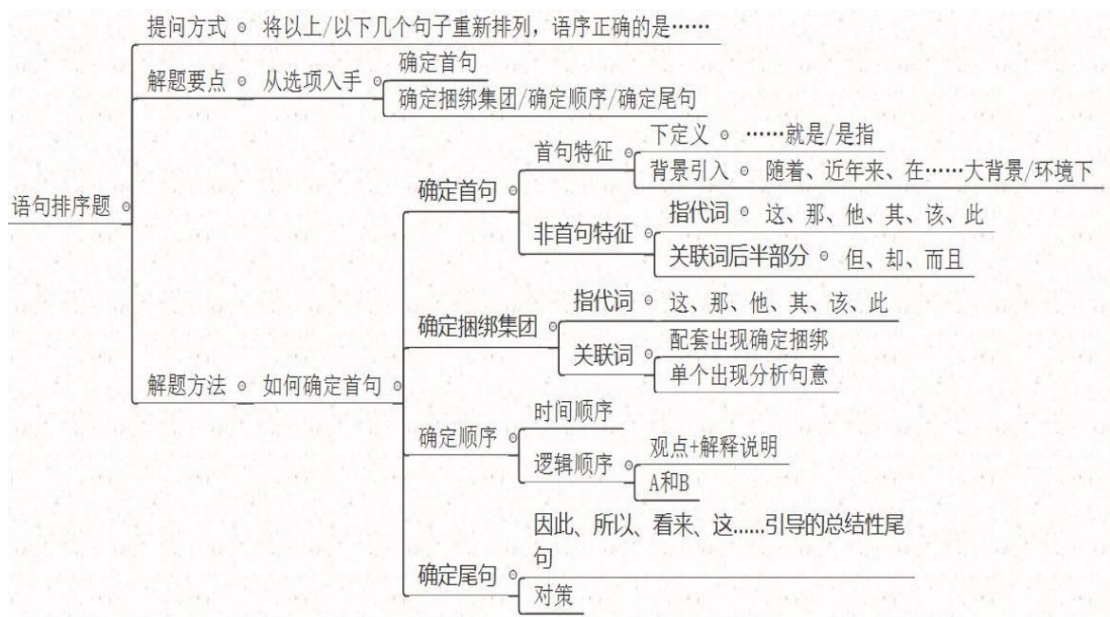 提问方式
将以上/以下几个句子重新排列，语序正确的是……
解题要点
从选项入手
确定首句
确定捆绑集团/确定顺序/确定尾句
语句排序题
解题方法
如何确定首句
确定首句
首句特征
下定义
……就是/是指
背景引入
随着、近年来、在……大背景/环境下
非首句特征
指代词
这、那、他、其、该、此
关联词后半部分
但、却、而且
确定捆绑集团
指代词
这、那、他、其、该、此
关联词
配套出现确定捆绑
单个出现分析句意
确定顺序
时间顺序
逻辑顺序
观点+解释说明
A和B
确定尾句
因此、所以、看来、这......引导的总结性尾
句
对策